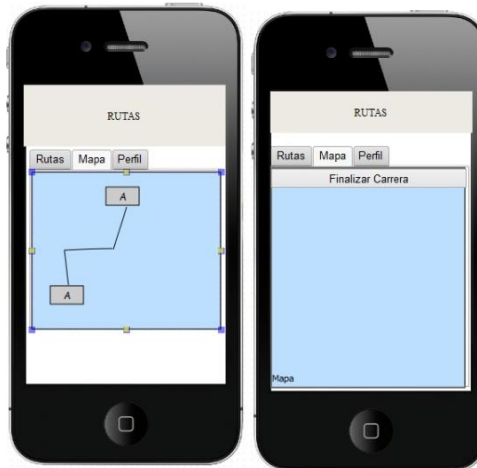 RUTAS
Rutas Mapa Perfil
A
A
RUTAS
Rutas Mapa Perfil
Finalizar Carrera
Mapa